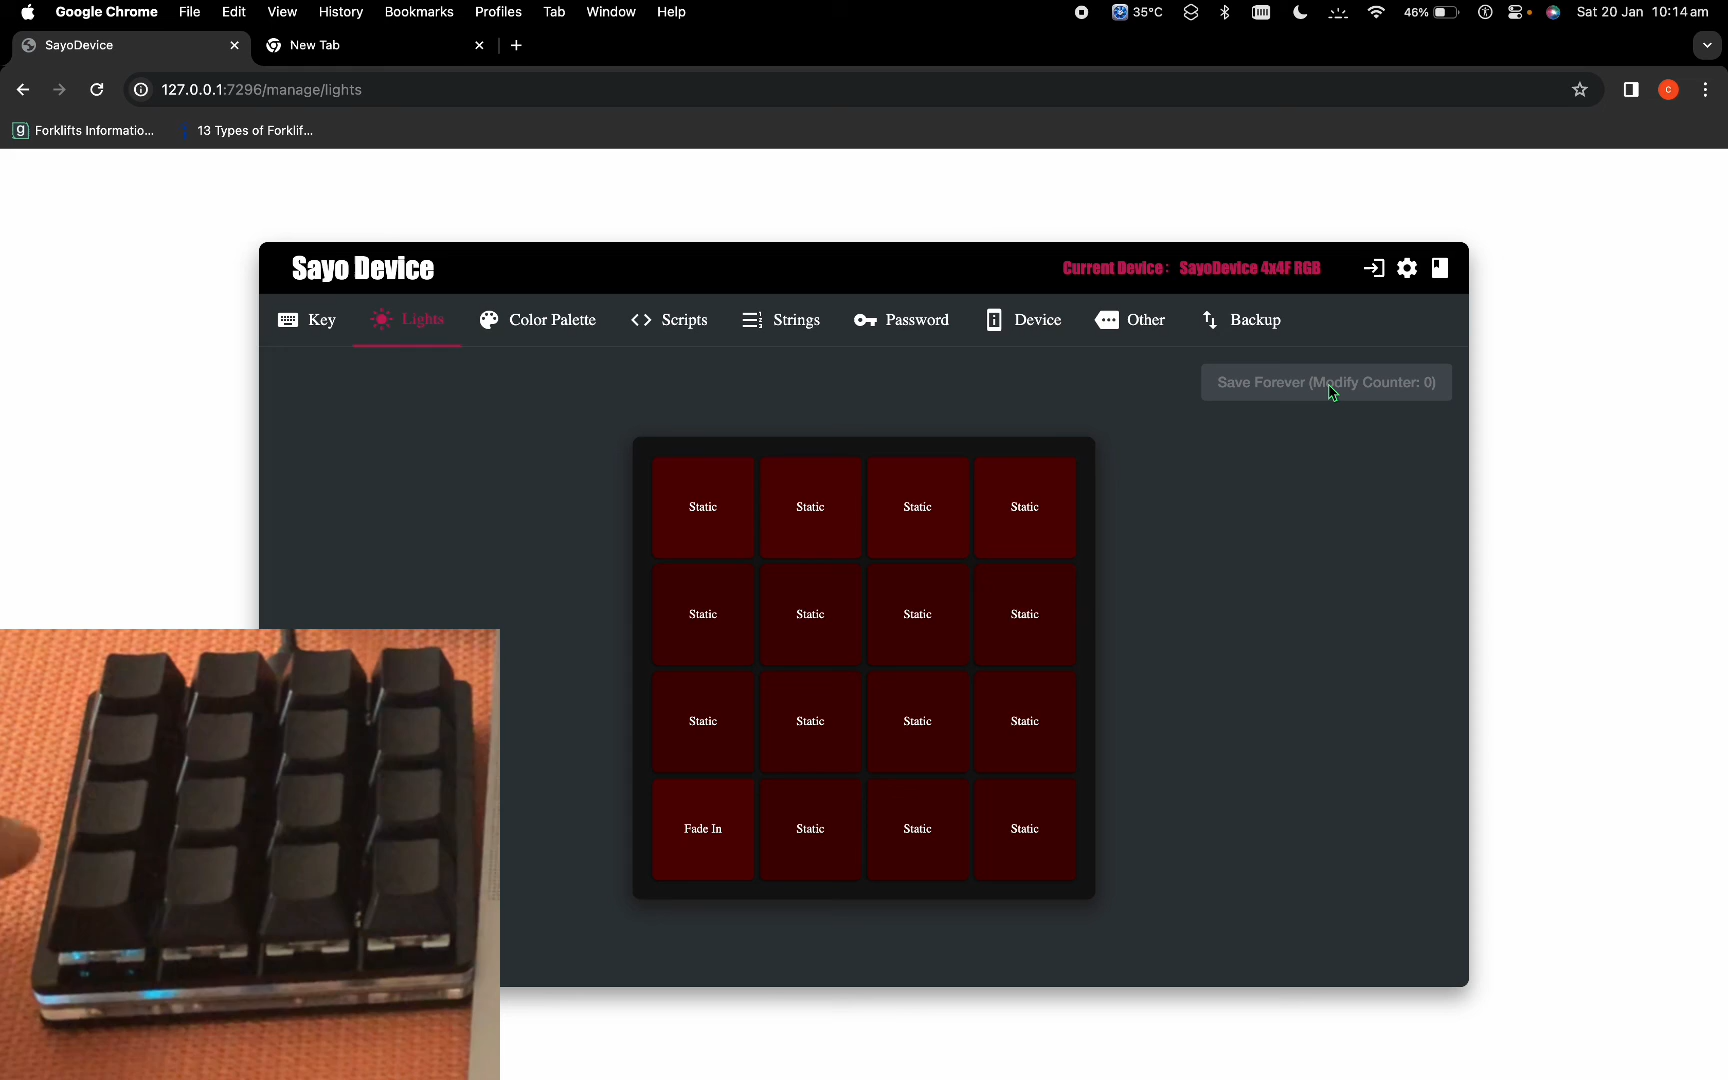 Google Chrome File Edit View History Bookmarks Profiles Tab Window Help 35°C 46% Sat 20 Jan 10:14 am
SayoDevice New Tab
127.0.0.1:7296/manage/lights C
g Forklifts Informatio... 13 Types of Forklif...
Sayo Device Current Device: SayoDevice 4x4F RGB
Key Lights Color Palette Scripts Strings Password Device Other Backup
Save Forever (Modify Counter: 0)
Static Static Static Static
Static Static Static Static
Static Static Static Static
Fade In Static Static Static